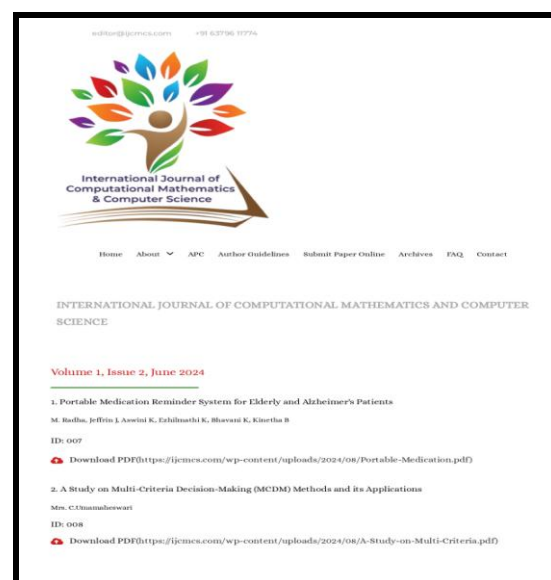 editor@ijcmcs.com +91 63796 11774
International Journal of
Computational Mathematics
& Computer Science
Home About APC Author Guidelines Submit Paper Online Archives FAQ Contact
INTERNATIONAL JOURNAL OF COMPUTATIONAL MATHEMATICS AND COMPUTER
SCIENCE
Volume 1, Issue 2, June 2024
1. Portable Medication Reminder System for Elderly and Alzheimer's Patients
M. Radha, Jeffrin J, Aswini K, Ezhilmathi K, Bhavani K, Kinetha B
ID: 007
Download PDF(https://ijcmcs.com/wp-content/uploads/2024/08/Portable-Medication.pdf)
2. A Study on Multi-Criteria Decision-Making (MCDM) Methods and its Applications
Mrs. C.Umamaheswari
ID: 008
Download PDF(https://ijcmcs.com/wp-content/uploads/2024/08/A-Study-on-Multi-Criteria.pdf)